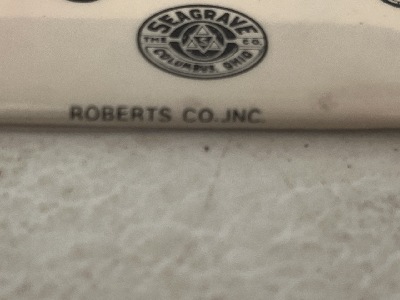 SEAGRAVE
THE CO.
COLUMBUS, OHIO
ROBERTS CO. INC.